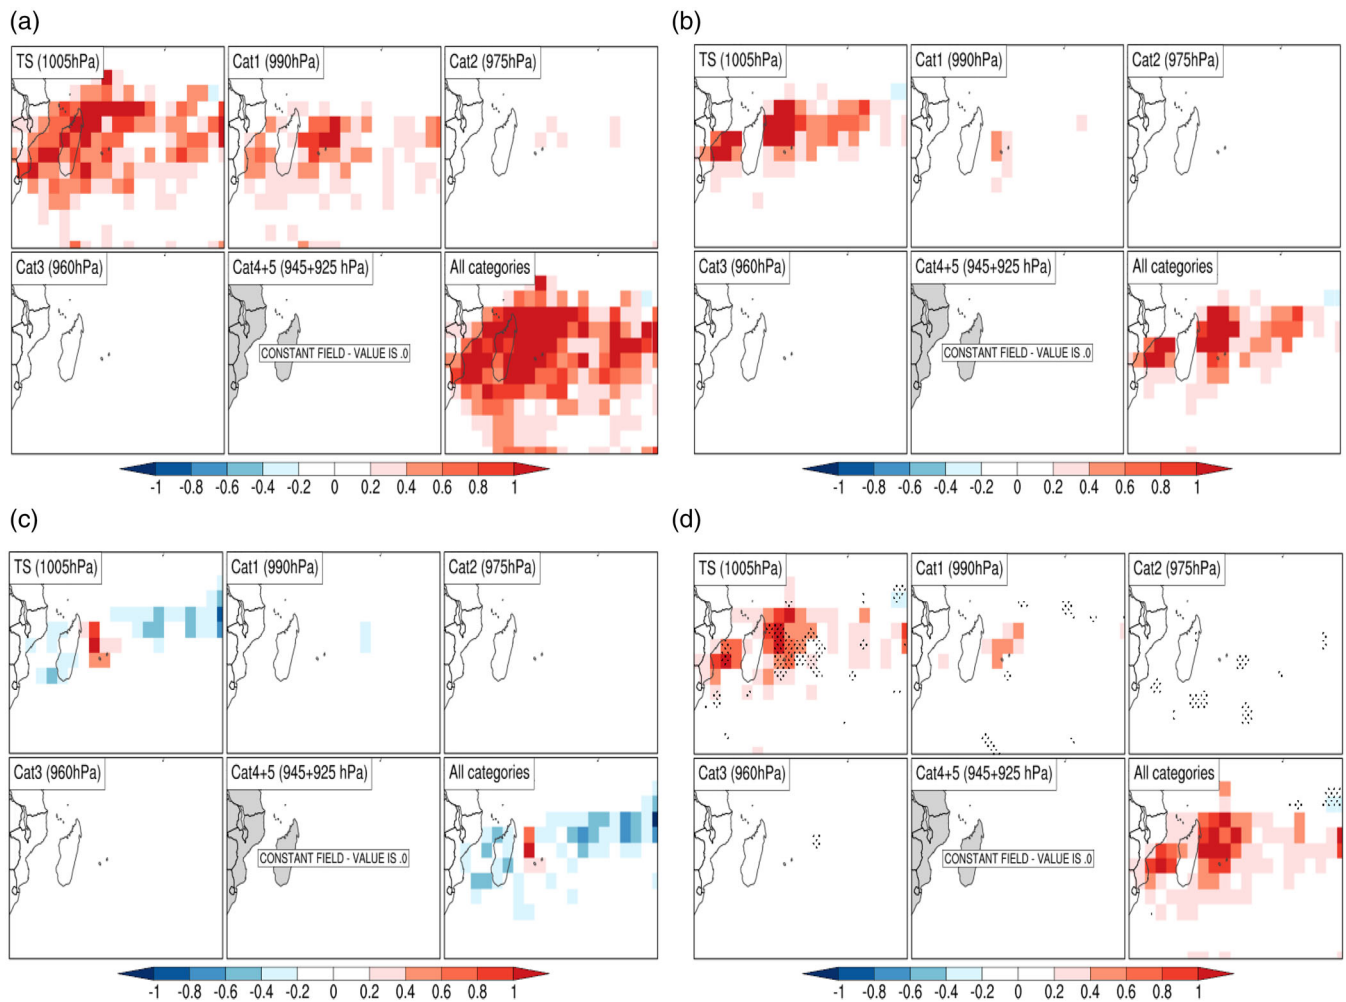 (a)
TS (1005hPa)
Cat1 (990hPa)
Cat2 (975hPa)
Cat3 (960hPa)
Cat4+5 (945+925 hPa)
All categories
CONSTANT FIELD - VALUE IS .0
-1 -0.8 -0.6 -0.4 -0.2 0 0.2 0.4 0.6 0.8 1
(b)
TS (1005hPa)
Cat1 (990hPa)
Cat2 (975hPa)
Cat3 (960hPa)
Cat4+5 (945+925 hPa)
All categories
CONSTANT FIELD - VALUE IS .0
-1 -0.8 -0.6 -0.4 -0.2 0 0.2 0.4 0.6 0.8 1
(c)
TS (1005hPa)
Cat1 (990hPa)
Cat2 (975hPa)
Cat3 (960hPa)
Cat4+5 (945+925 hPa)
All categories
CONSTANT FIELD - VALUE IS .0
-1 -0.8 -0.6 -0.4 -0.2 0 0.2 0.4 0.6 0.8 1
(d)
TS (1005hPa)
Cat1 (990hPa)
Cat2 (975hPa)
Cat3 (960hPa)
Cat4+5 (945+925 hPa)
All categories
CONSTANT FIELD - VALUE IS .0
-1 -0.8 -0.6 -0.4 -0.2 0 0.2 0.4 0.6 0.8 1